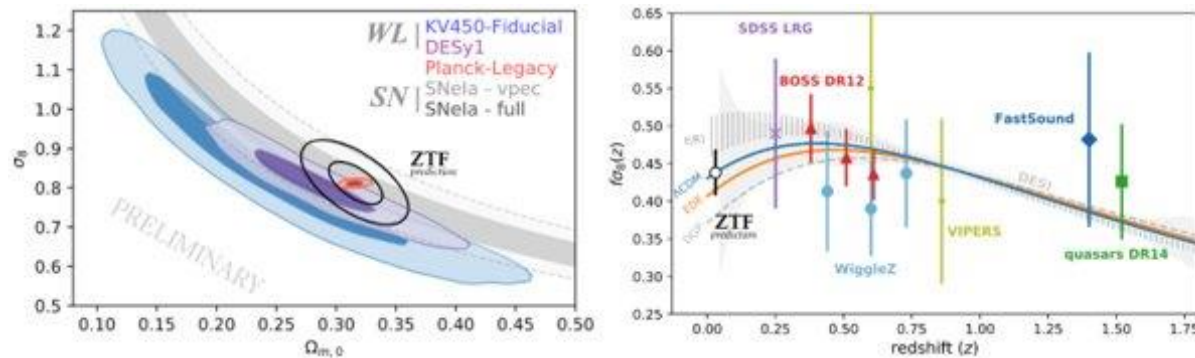 1.2
1.1
1.0
0.9
0.8
0.7
0.6
0.5
σ8
WL | KV450-Fiducial
DESy1
Planck-Legacy
SN | SNeIa - vpec
SNeIa - full
ZTF
prediction
PRELIMINARY
0.10 0.15 0.20 0.25 0.30 0.35 0.40 0.45 0.50
Ωm, 0
0.65
0.60
0.55
0.50
0.45
0.40
0.35
0.30
0.25
fσ8(z)
SDSS LRG
BOSS DR12
FastSound
f(R)
ΛCDM
EDE
DGP
ZTF
prediction
DESI
VIPERS
WiggleZ
quasars DR14
0.00 0.25 0.50 0.75 1.00 1.25 1.50 1.75
redshift (z)